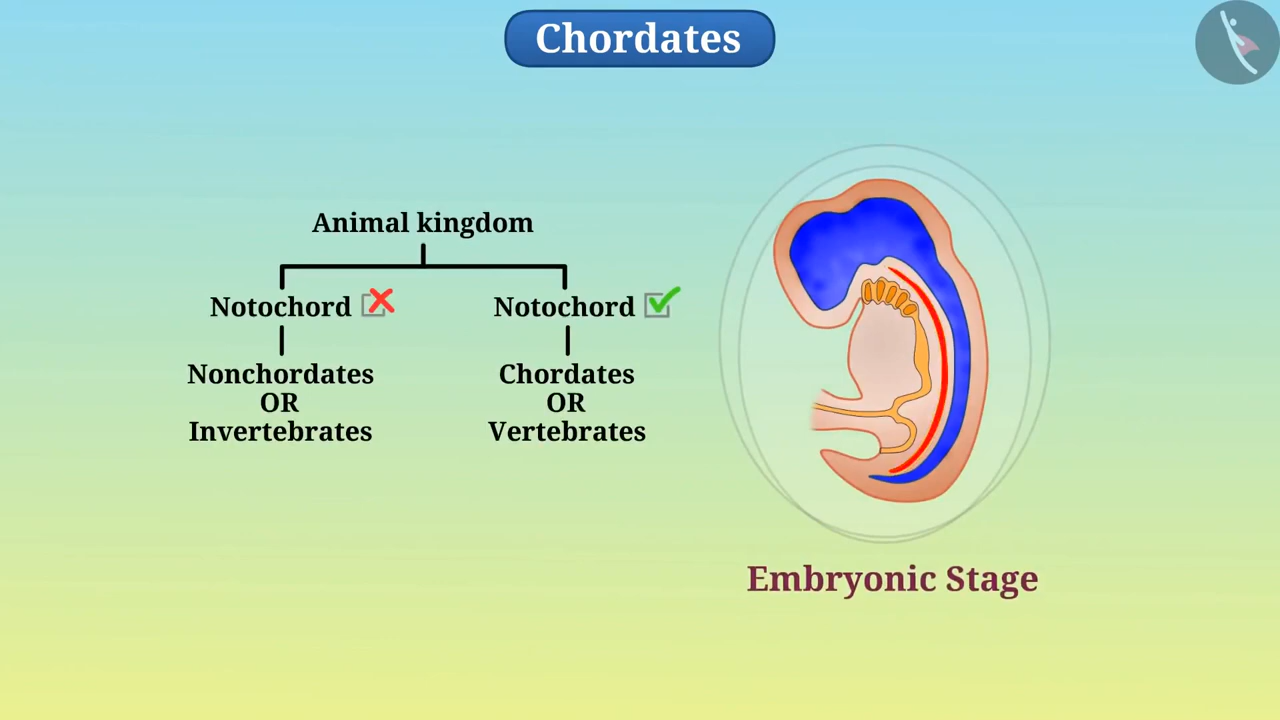 Chordates
Animal kingdom
Notochord
Notochord
Nonchordates
OR
Invertebrates
Chordates
OR
Vertebrates
Embryonic Stage